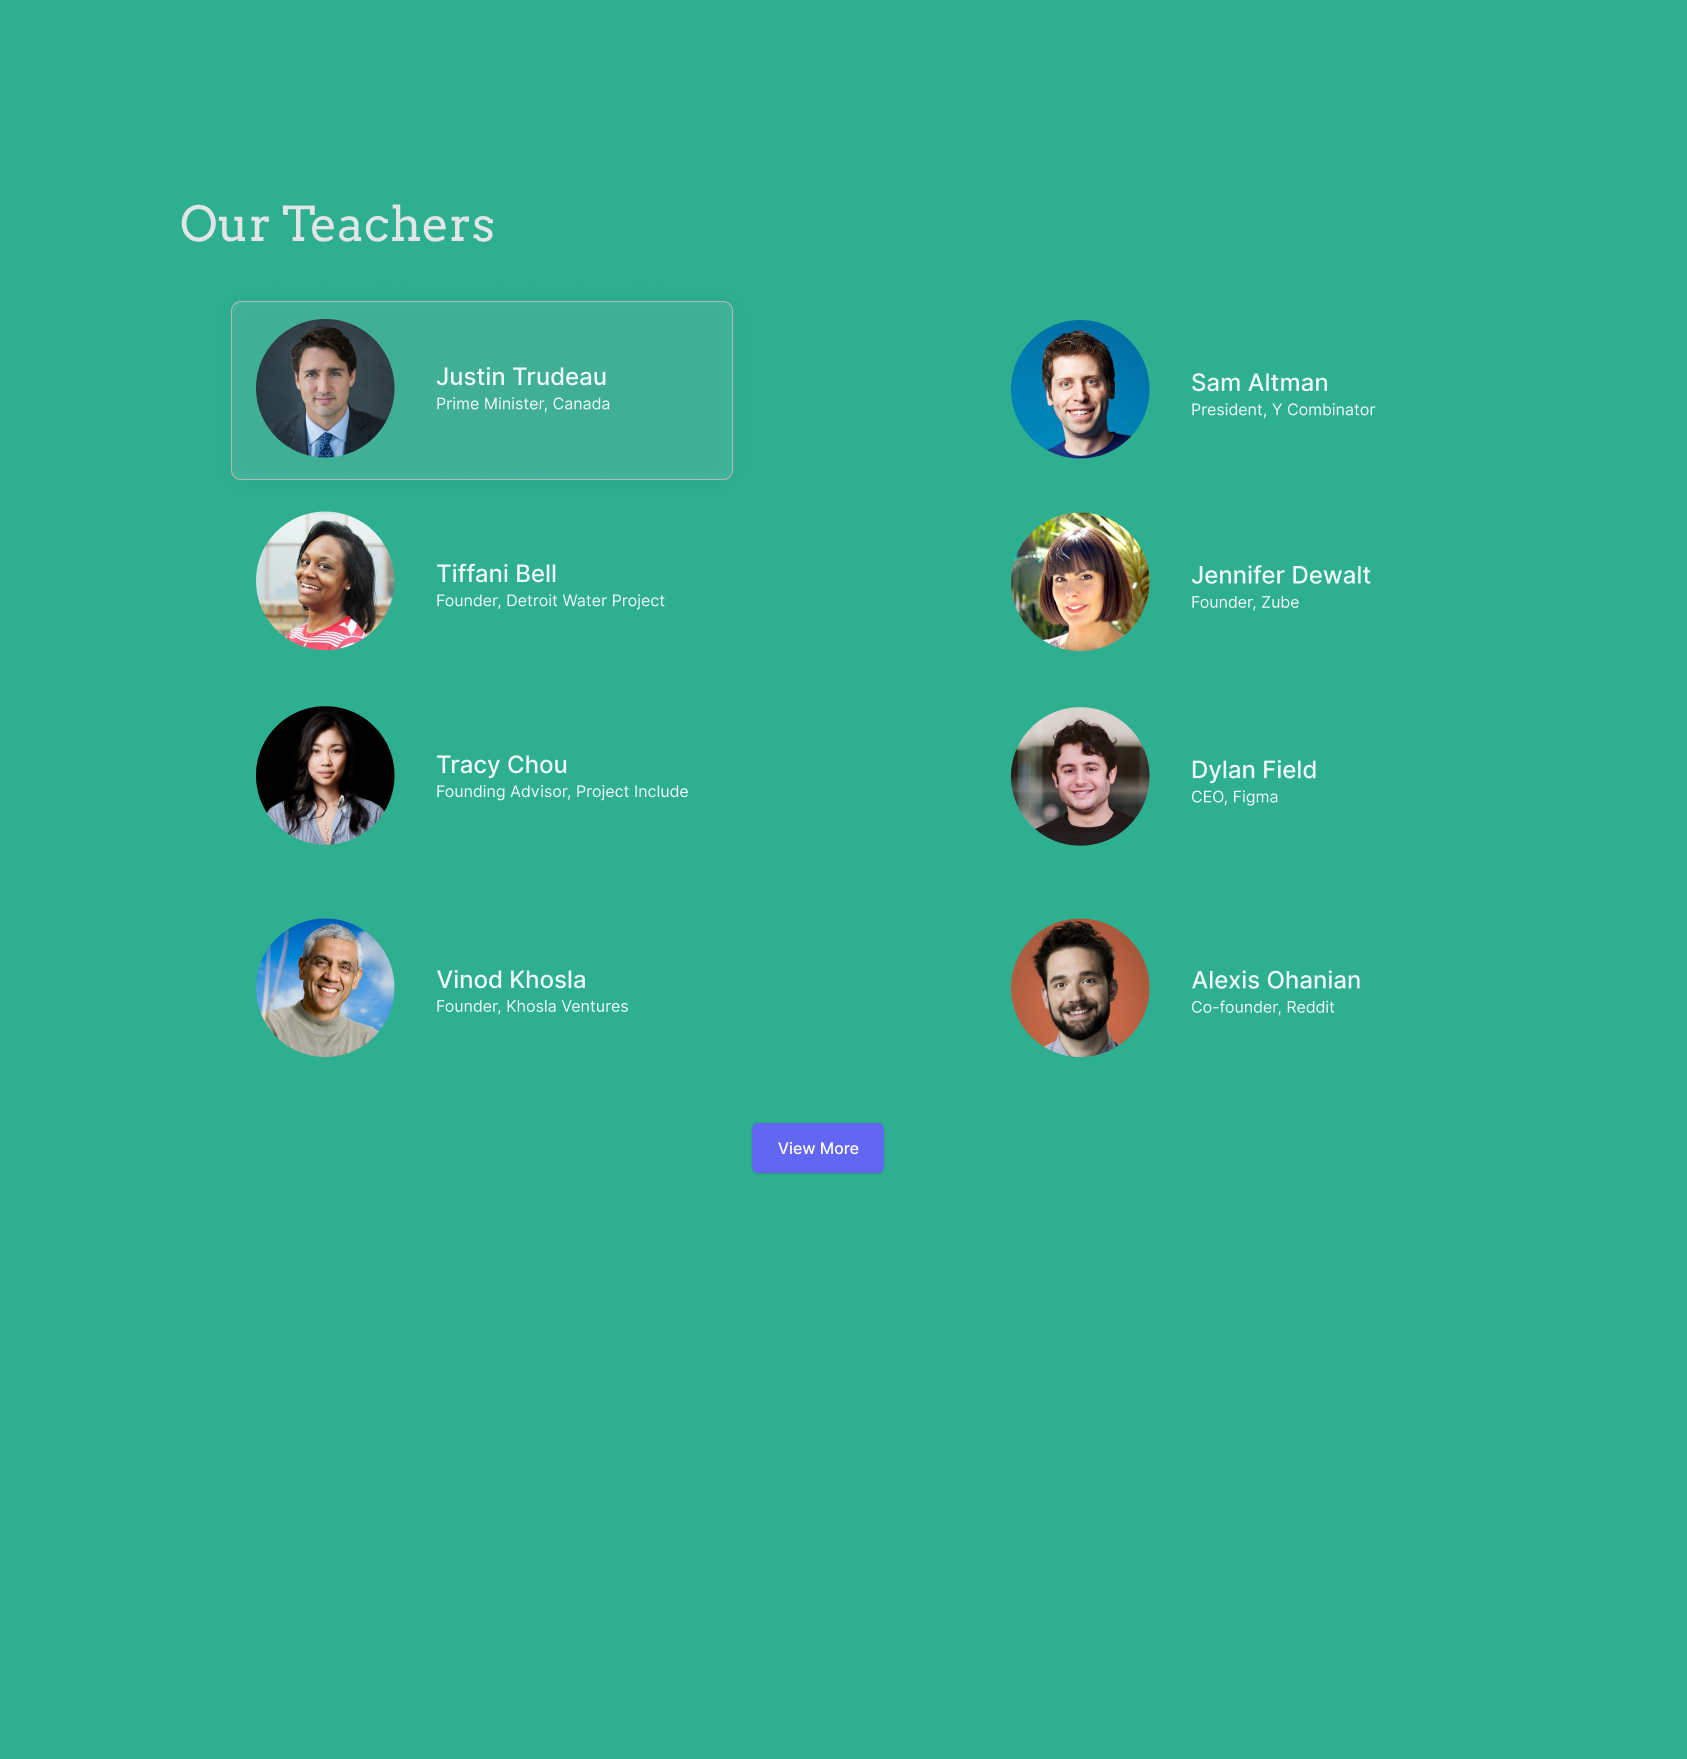 Our Teachers
Justin Trudeau
Prime Minister, Canada
Sam Altman
President, Y Combinator
Tiffani Bell
Founder, Detroit Water Project
Jennifer Dewalt
Founder, Zube
Tracy Chou
Founding Advisor, Project Include
Dylan Field
CEO, Figma
Vinod Khosla
Founder, Khosla Ventures
Alexis Ohanian
Co-founder, Reddit
View More